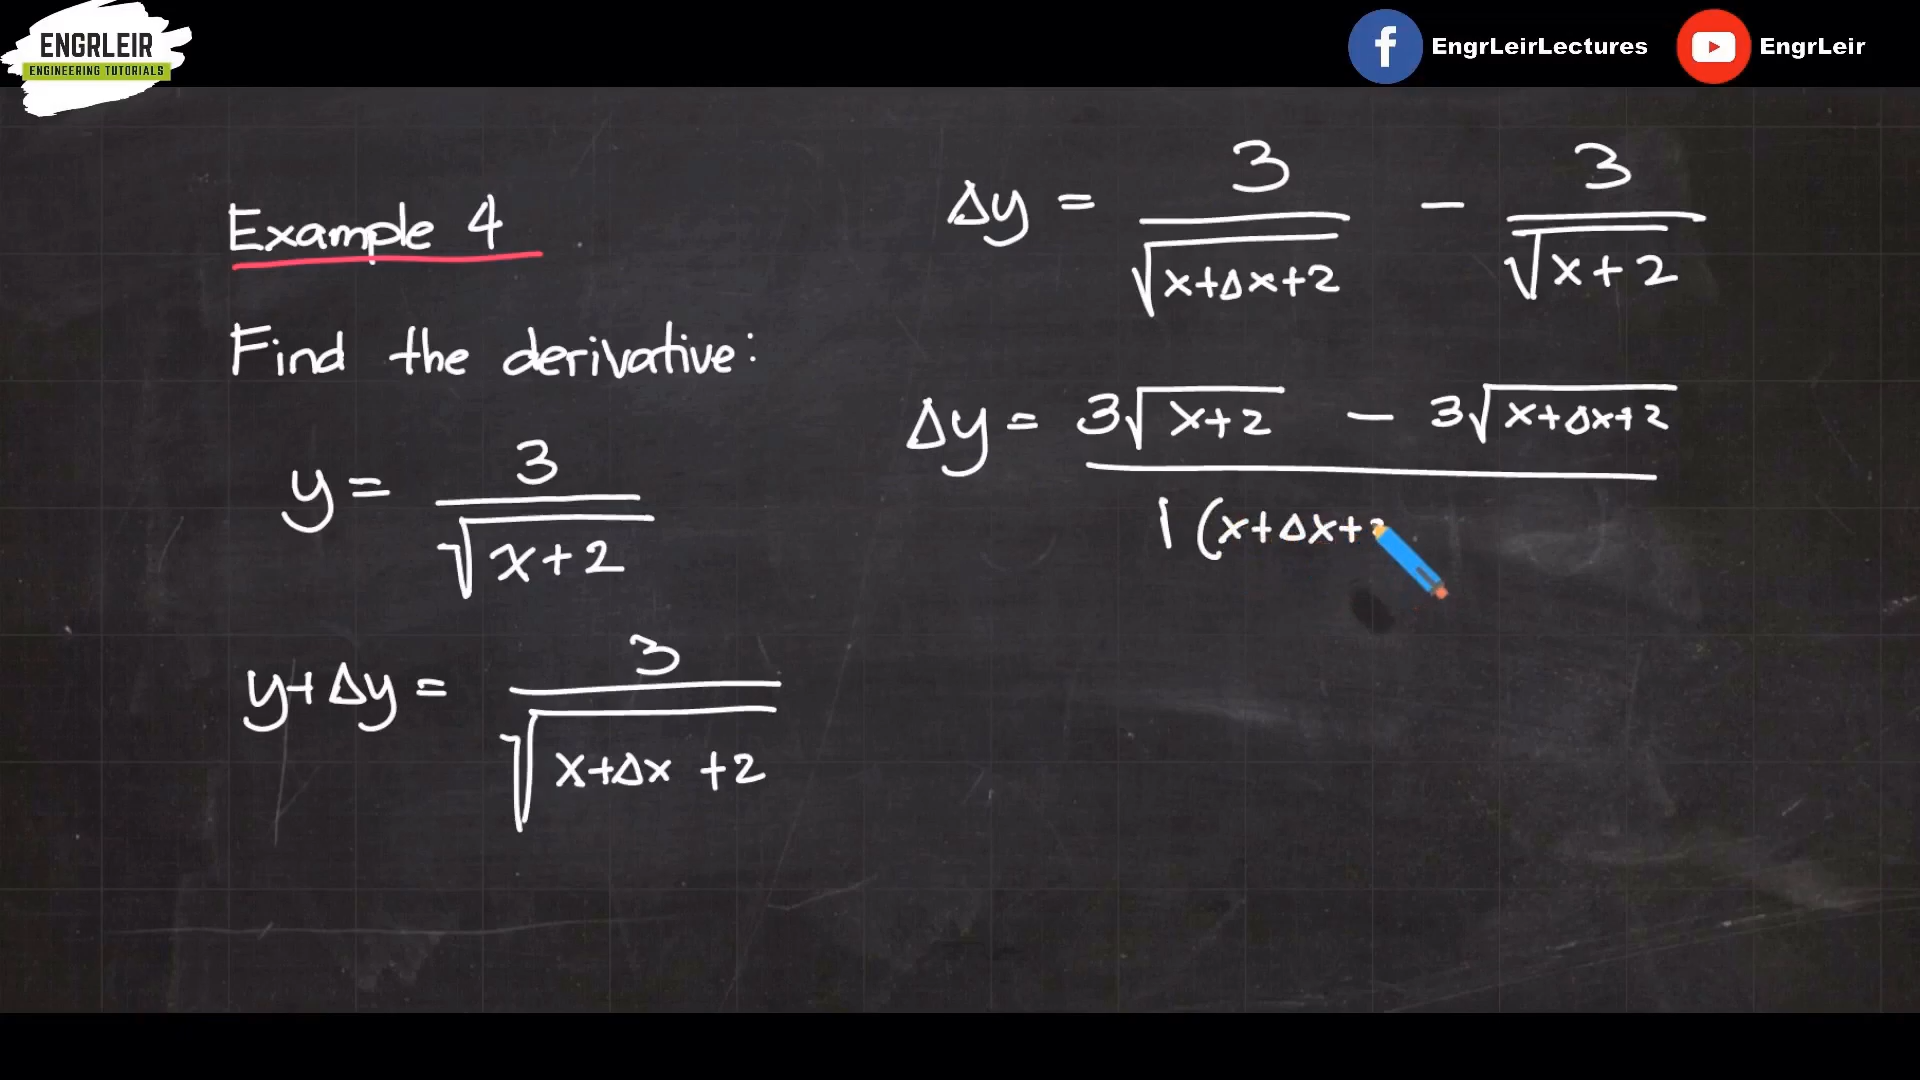 ENGRLEIR
ENGINEERING TUTORIALS
EngrLeirLectures
EngrLeir
Example 4
Find the derivative:
y = 3 / √(x+2)
y+Δy = 3 / √(x+Δx +2)
Δy = 3 / √(x+Δx+2) − 3 / √(x+2)
Δy = 3√(x+2) − 3√(x+Δx+2)
(x+Δx+